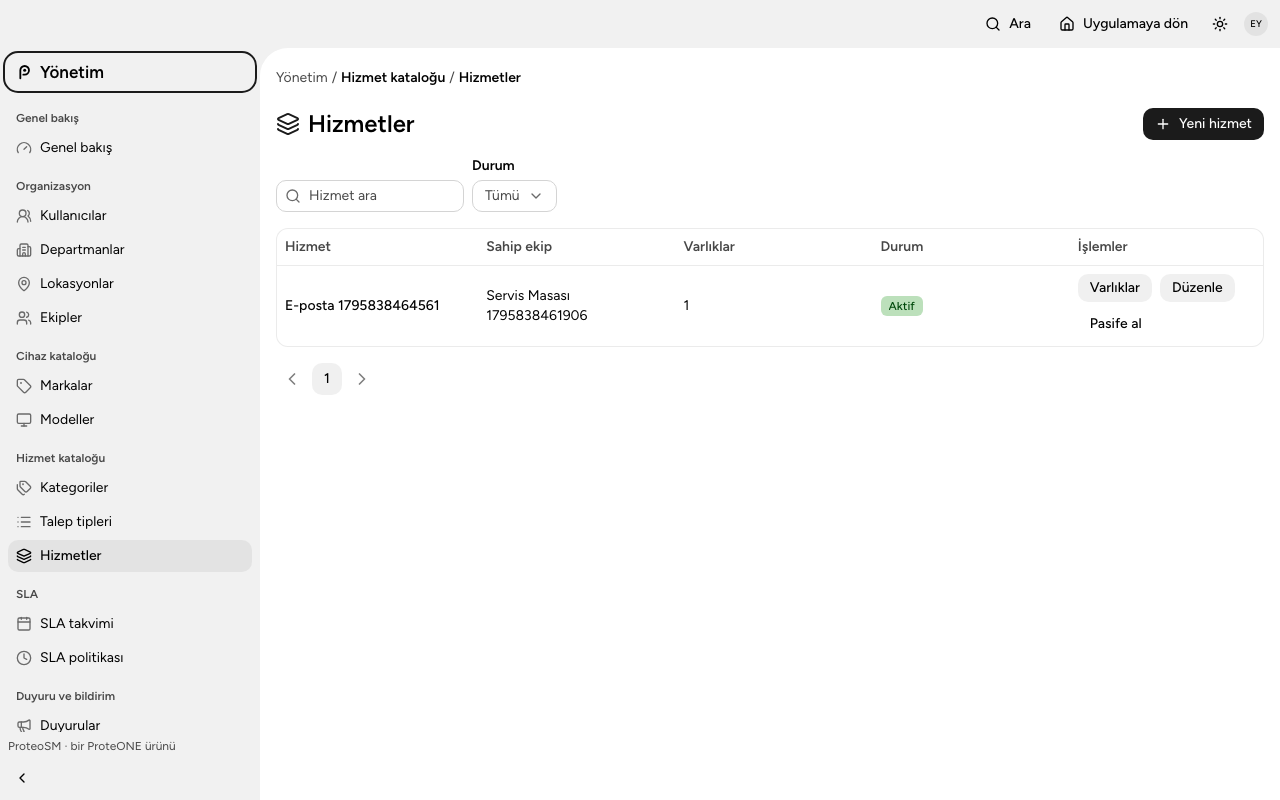 Ara
Uygulamaya dön
EY
Yönetim
Genel bakış
Genel bakış
Organizasyon
Kullanıcılar
Departmanlar
Lokasyonlar
Ekipler
Cihaz kataloğu
Markalar
Modeller
Hizmet kataloğu
Kategoriler
Talep tipleri
Hizmetler
SLA
SLA takvimi
SLA politikası
Duyuru ve bildirim
Duyurular
ProteoSM · bir ProteONE ürünü
Yönetim / Hizmet kataloğu / Hizmetler
Hizmetler
Yeni hizmet
Durum
Hizmet ara
Tümü
Hizmet Sahip ekip Varlıklar Durum İşlemler
E-posta 1795838464561
Servis Masası
1795838461906
1
Aktif
Varlıklar Düzenle
Pasife al
1